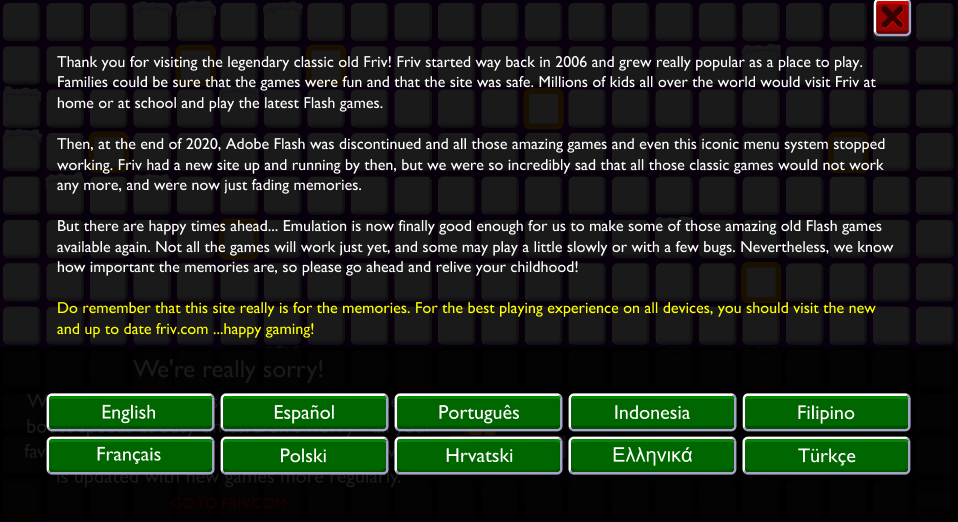 Thank you for visiting the legendary classic old Friv! Friv started way back in 2006 and grew really popular as a place to play.
Families could be sure that the games were fun and that the site was safe. Millions of kids all over the world would visit Friv at
home or at school and play the latest Flash games.
Then, at the end of 2020, Adobe Flash was discontinued and all those amazing games and even this iconic menu system stopped
working. Friv had a new site up and running by then, but we were so incredibly sad that all those classic games would not work
any more, and were now just fading memories.
But there are happy times ahead... Emulation is now finally good enough for us to make some of those amazing old Flash games
available again. Not all the games will work just yet, and some may play a little slowly or with a few bugs. Nevertheless, we know
how important the memories are, so please go ahead and relive your childhood!
Do remember that this site really is for the memories. For the best playing experience on all devices, you should visit the new
and up to date friv.com ...happy gaming!
We're really sorry!
English Español Português Indonesia Filipino
Français Polski Hrvatski Ελληνικά Türkçe
is updated with new games more regularly.
GO TO FRIV.COM